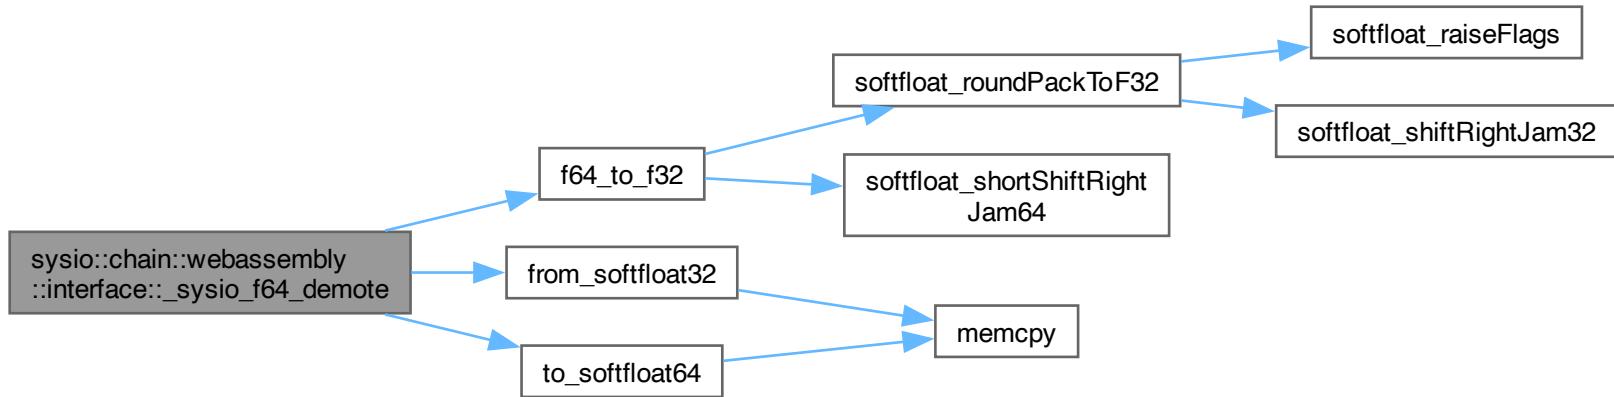 sysio::chain::webassembly
::interface::_sysio_f64_demote
f64_to_f32
from_softfloat32
to_softfloat64
softfloat_roundPackToF32
softfloat_shortShiftRight
Jam64
memcpy
softfloat_raiseFlags
softfloat_shiftRightJam32